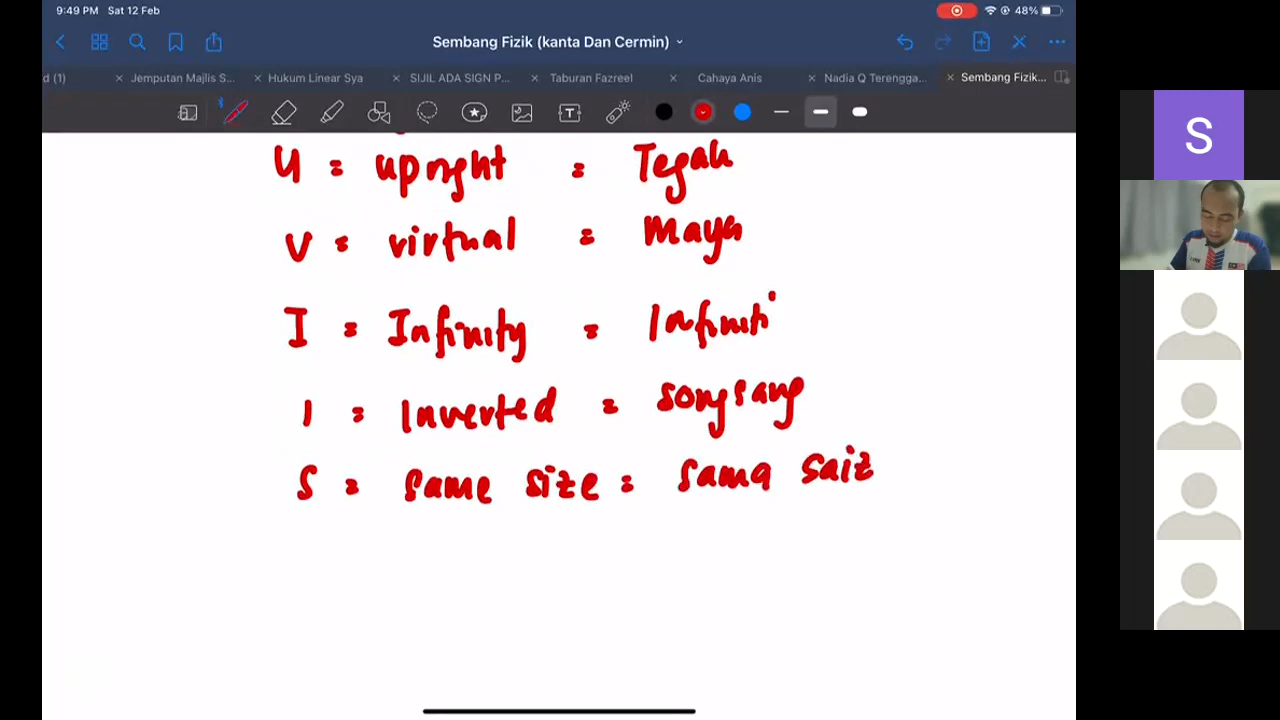 9:49 PM Sat 12 Feb 48%
Sembang Fizik (kanta Dan Cermin)
d (1) Jemputan Majlis S... Hukum Linear Sya SIJIL ADA SIGN P... Taburan Fazreel Cahaya Anis Nadia Q Terengga... Sembang Fizik...
U = upright = Tegak
V = virtual = Maya
I = Infinity = Infiniti
I = Inverted = songsang
S = same size = sama saiz
S